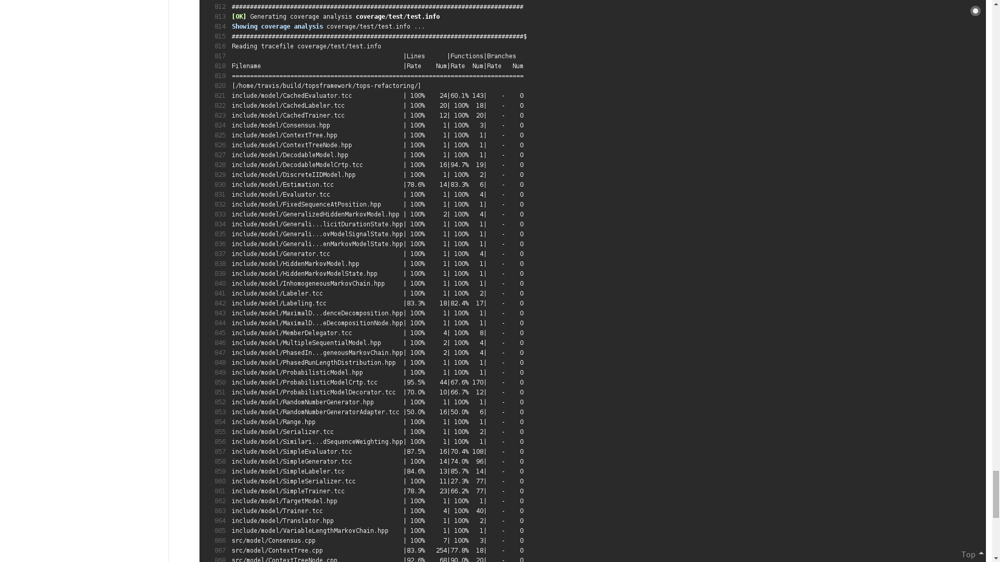 812 ################################################################################
813 [OK] Generating coverage analysis coverage/test/test.info
814 Showing coverage analysis coverage/test/test.info ...
815 ################################################################################$
816 Reading tracefile coverage/test/test.info
817 |Lines |Functions|Branches
818 Filename |Rate Num|Rate Num|Rate Num
819 ================================================================================
820 [/home/travis/build/topsframework/tops-refactoring/]
821 include/model/CachedEvaluator.tcc | 100% 24|60.1% 143| - 0
822 include/model/CachedLabeler.tcc | 100% 20| 100% 18| - 0
823 include/model/CachedTrainer.tcc | 100% 12| 100% 20| - 0
824 include/model/Consensus.hpp | 100% 1| 100% 3| - 0
825 include/model/ContextTree.hpp | 100% 1| 100% 1| - 0
826 include/model/ContextTreeNode.hpp | 100% 1| 100% 1| - 0
827 include/model/DecodableModel.hpp | 100% 1| 100% 1| - 0
828 include/model/DecodableModelCrtp.tcc | 100% 16|94.7% 19| - 0
829 include/model/DiscreteIIDModel.hpp | 100% 1| 100% 2| - 0
830 include/model/Estimation.tcc |78.6% 14|83.3% 6| - 0
831 include/model/Evaluator.tcc | 100% 1| 100% 4| - 0
832 include/model/FixedSequenceAtPosition.hpp | 100% 1| 100% 1| - 0
833 include/model/GeneralizedHiddenMarkovModel.hpp | 100% 2| 100% 4| - 0
834 include/model/Generali...licitDurationState.hpp| 100% 1| 100% 1| - 0
835 include/model/Generali...ovModelSignalState.hpp| 100% 1| 100% 1| - 0
836 include/model/Generali...enMarkovModelState.hpp| 100% 1| 100% 1| - 0
837 include/model/Generator.tcc | 100% 1| 100% 4| - 0
838 include/model/HiddenMarkovModel.hpp | 100% 1| 100% 1| - 0
839 include/model/HiddenMarkovModelState.hpp | 100% 1| 100% 1| - 0
840 include/model/InhomogeneousMarkovChain.hpp | 100% 1| 100% 1| - 0
841 include/model/Labeler.tcc | 100% 1| 100% 2| - 0
842 include/model/Labeling.tcc |83.3% 18|82.4% 17| - 0
843 include/model/MaximalD...denceDecomposition.hpp| 100% 1| 100% 1| - 0
844 include/model/MaximalD...eDecompositionNode.hpp| 100% 1| 100% 1| - 0
845 include/model/MemberDelegator.tcc | 100% 4| 100% 8| - 0
846 include/model/MultipleSequentialModel.hpp | 100% 2| 100% 4| - 0
847 include/model/PhasedIn...geneousMarkovChain.hpp| 100% 2| 100% 4| - 0
848 include/model/PhasedRunLengthDistribution.hpp | 100% 1| 100% 1| - 0
849 include/model/ProbabilisticModel.hpp | 100% 1| 100% 1| - 0
850 include/model/ProbabilisticModelCrtp.tcc |95.5% 44|67.6% 170| - 0
851 include/model/ProbabilisticModelDecorator.tcc |70.0% 10|66.7% 12| - 0
852 include/model/RandomNumberGenerator.hpp | 100% 1| 100% 1| - 0
853 include/model/RandomNumberGeneratorAdapter.tcc |50.0% 16|50.0% 6| - 0
854 include/model/Range.hpp | 100% 1| 100% 1| - 0
855 include/model/Serializer.tcc | 100% 1| 100% 2| - 0
856 include/model/Similari...dSequenceWeighting.hpp| 100% 1| 100% 1| - 0
857 include/model/SimpleEvaluator.tcc |87.5% 16|70.4% 108| - 0
858 include/model/SimpleGenerator.tcc | 100% 14|74.0% 96| - 0
859 include/model/SimpleLabeler.tcc |84.6% 13|85.7% 14| - 0
860 include/model/SimpleSerializer.tcc | 100% 11|27.3% 77| - 0
861 include/model/SimpleTrainer.tcc |78.3% 23|66.2% 77| - 0
862 include/model/TargetModel.hpp | 100% 1| 100% 1| - 0
863 include/model/Trainer.tcc | 100% 4| 100% 40| - 0
864 include/model/Translator.hpp | 100% 1| 100% 2| - 0
865 include/model/VariableLengthMarkovChain.hpp | 100% 1| 100% 1| - 0
866 src/model/Consensus.cpp | 100% 7| 100% 3| - 0
867 src/model/ContextTree.cpp |83.9% 254|77.8% 18| - 0
868 src/model/ContextTreeNode.cpp |92.6% 68|90.0% 20| - 0
Top